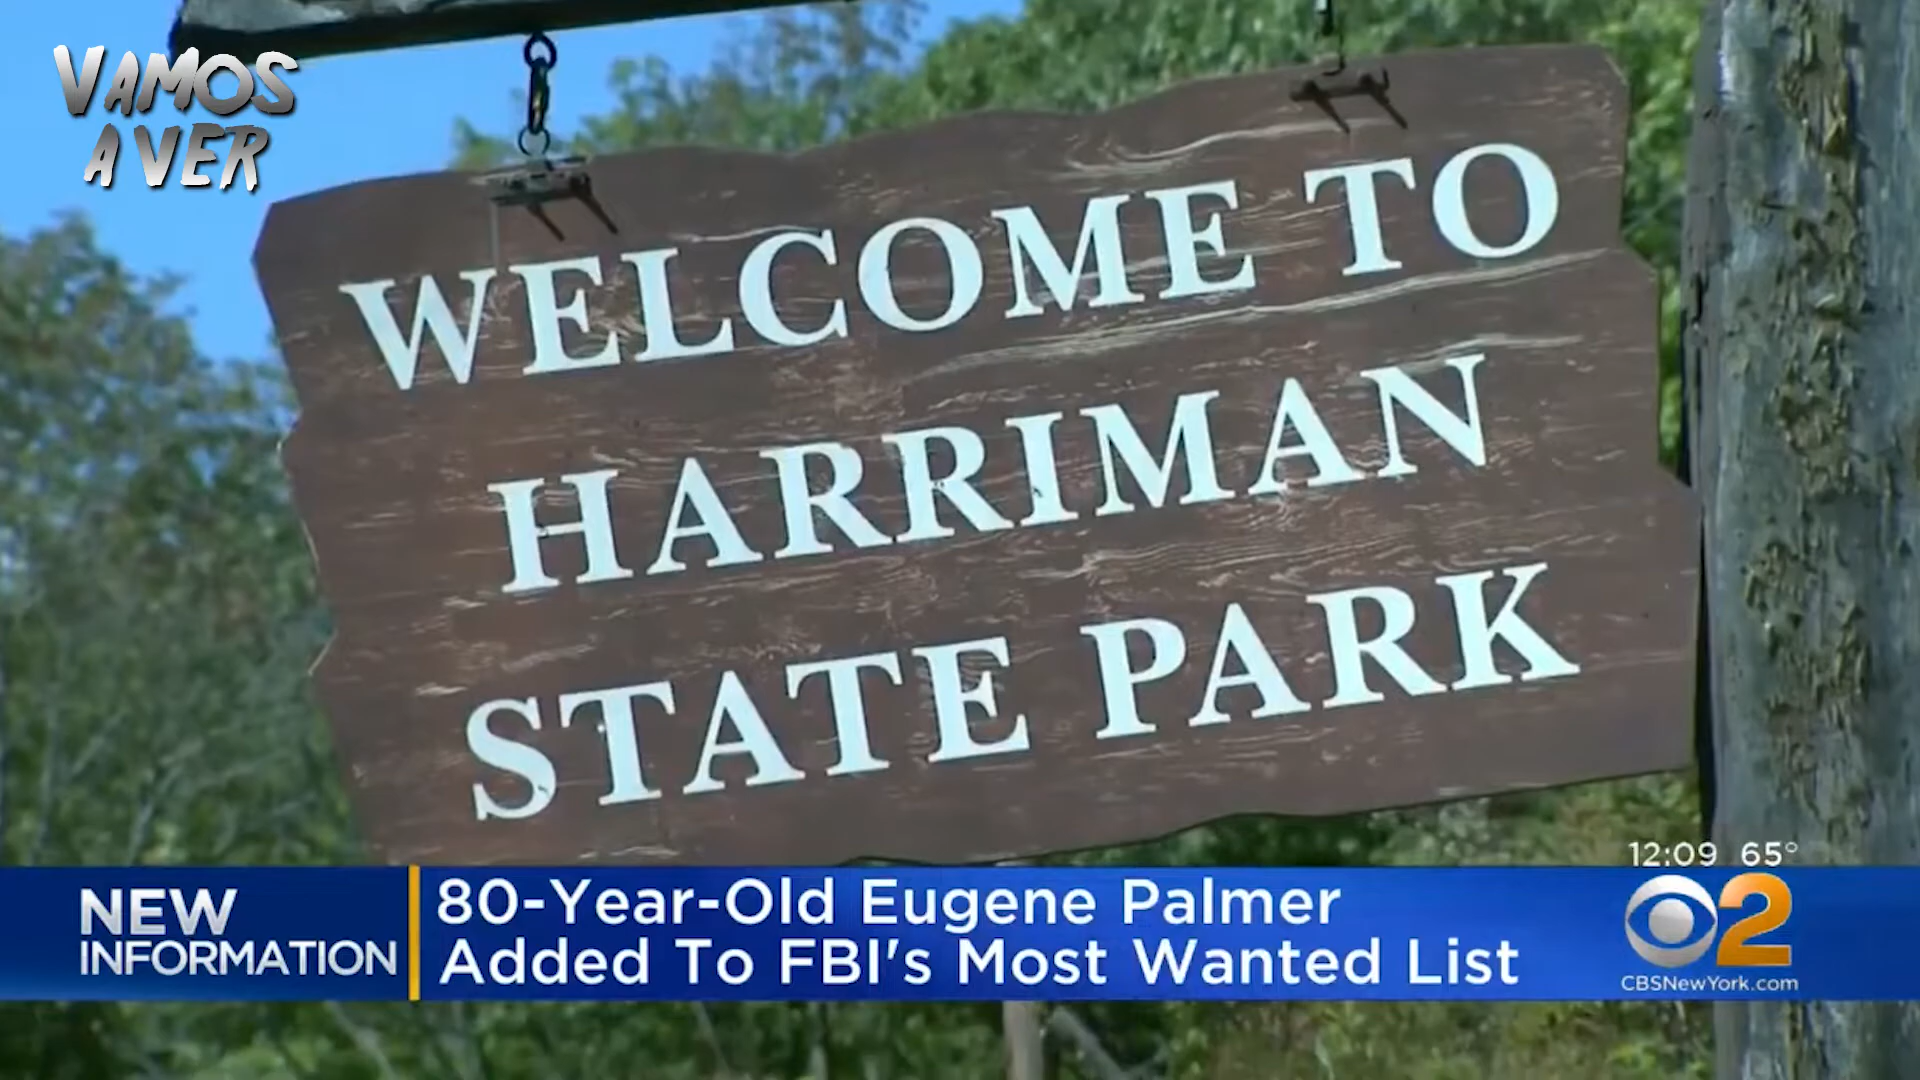 VAMOS
A VER
WELCOME TO
HARRIMAN
STATE PARK
12:09 65°
NEW
INFORMATION
80-Year-Old Eugene Palmer
Added To FBI's Most Wanted List
2
CBSNewYork.com